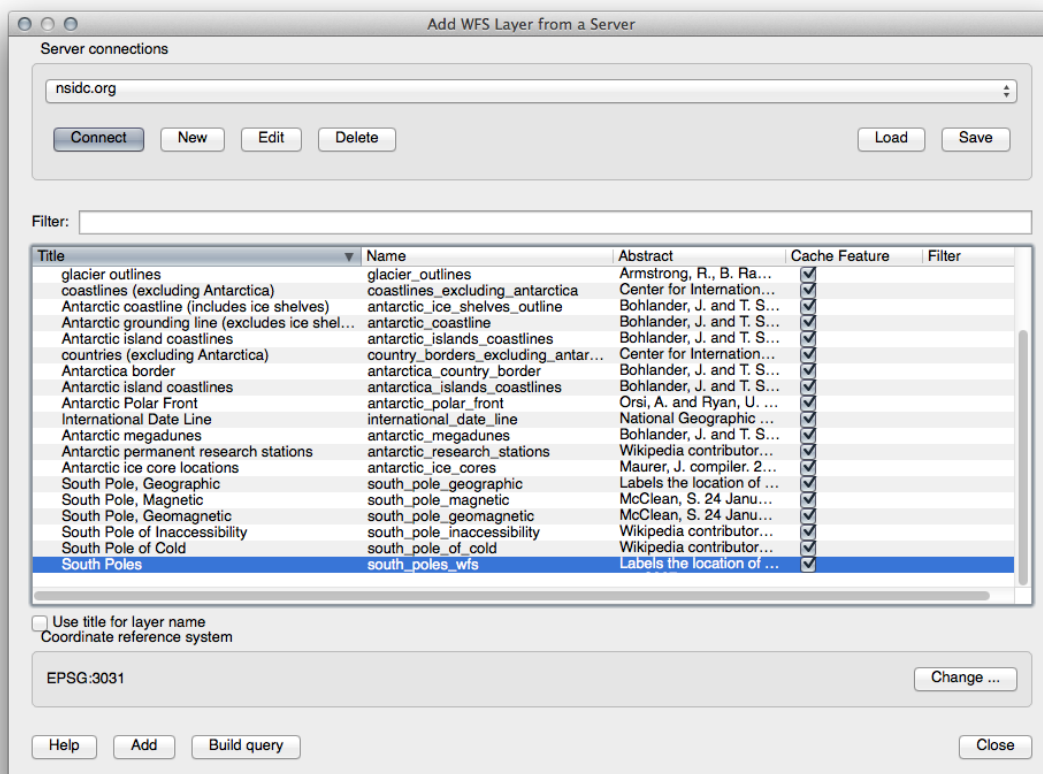 Add WFS Layer from a Server
Server connections
nsidc.org
Connect New Edit Delete Load Save
Filter:
Title Name Abstract Cache Feature Filter
glacier outlines glacier_outlines Armstrong, R., B. Ra...
coastlines (excluding Antarctica) coastlines_excluding_antarctica Center for Internation...
Antarctic coastline (includes ice shelves) antarctic_ice_shelves_outline Bohlander, J. and T. S...
Antarctic grounding line (excludes ice shel... antarctic_coastline Bohlander, J. and T. S...
Antarctic island coastlines antarctic_islands_coastlines Bohlander, J. and T. S...
countries (excluding Antarctica) country_borders_excluding_antar... Center for Internation...
Antarctica border antarctica_country_border Bohlander, J. and T. S...
Antarctic island coastlines antarctica_islands_coastlines Bohlander, J. and T. S...
Antarctic Polar Front antarctic_polar_front Orsi, A. and Ryan, U. ...
International Date Line international_date_line National Geographic ...
Antarctic megadunes antarctic_megadunes Bohlander, J. and T. S...
Antarctic permanent research stations antarctic_research_stations Wikipedia contributor...
Antarctic ice core locations antarctic_ice_cores Maurer, J. compiler. 2...
South Pole, Geographic south_pole_geographic Labels the location of ...
South Pole, Magnetic south_pole_magnetic McClean, S. 24 Janu...
South Pole, Geomagnetic south_pole_geomagnetic McClean, S. 24 Janu...
South Pole of Inaccessibility south_pole_inaccessibility Wikipedia contributor...
South Pole of Cold south_pole_of_cold Wikipedia contributor...
South Poles south_poles_wfs Labels the location of ...
Use title for layer name
Coordinate reference system
EPSG:3031 Change ...
Help Add Build query Close